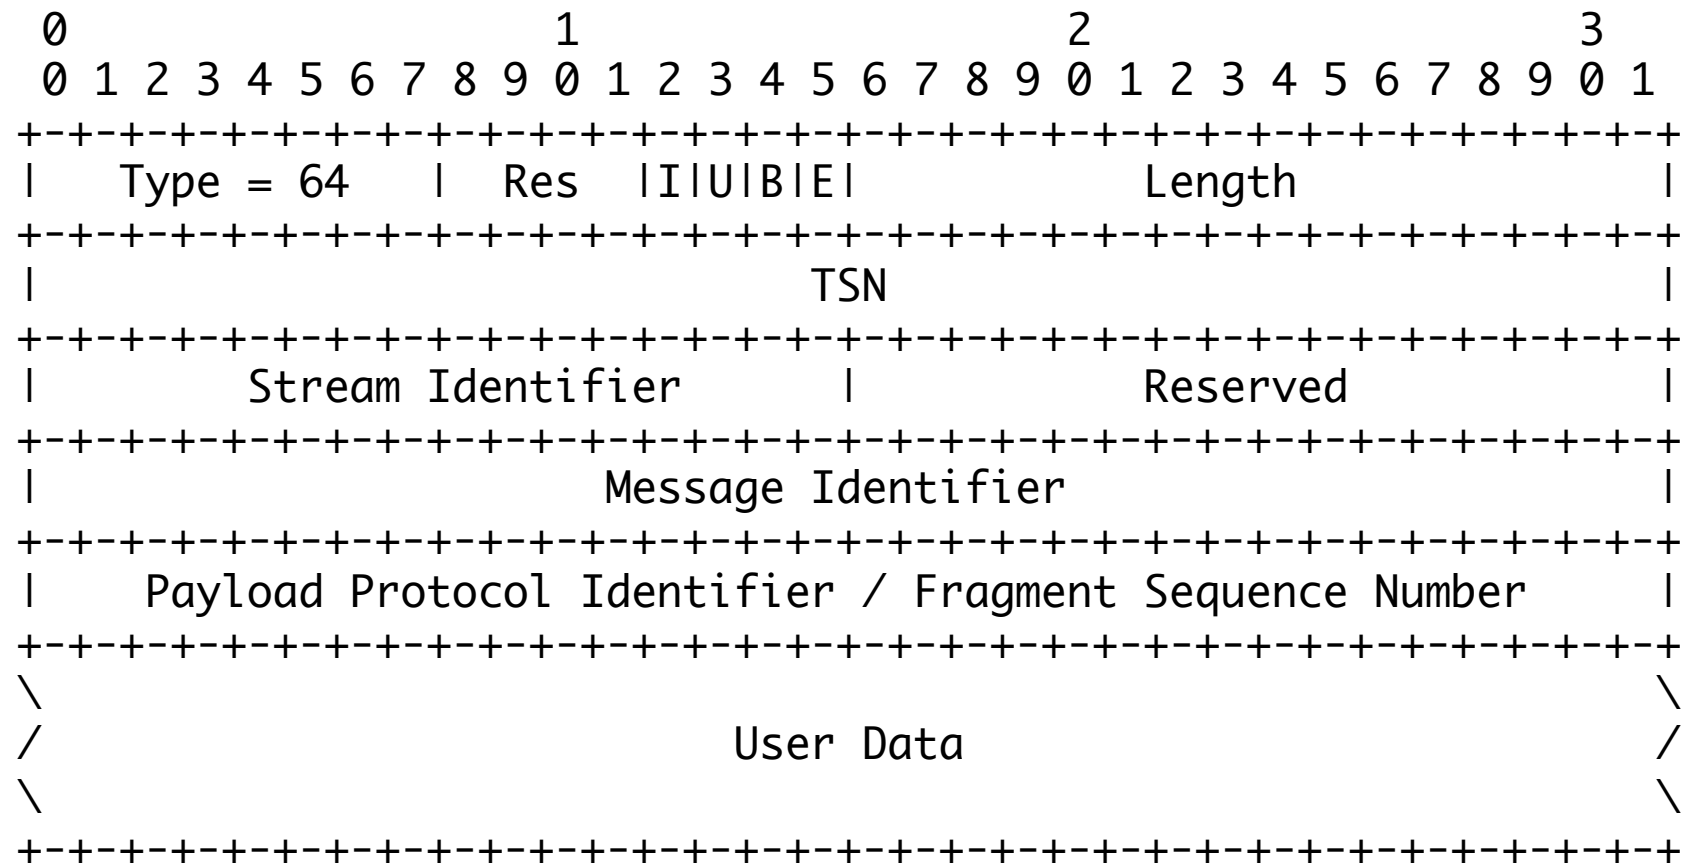 0                   1                   2                   3
 0 1 2 3 4 5 6 7 8 9 0 1 2 3 4 5 6 7 8 9 0 1 2 3 4 5 6 7 8 9 0 1
+-+-+-+-+-+-+-+-+-+-+-+-+-+-+-+-+-+-+-+-+-+-+-+-+-+-+-+-+-+-+-+-+
|   Type = 64   |  Res  |I|U|B|E|           Length              |
+-+-+-+-+-+-+-+-+-+-+-+-+-+-+-+-+-+-+-+-+-+-+-+-+-+-+-+-+-+-+-+-+
|                              TSN                              |
+-+-+-+-+-+-+-+-+-+-+-+-+-+-+-+-+-+-+-+-+-+-+-+-+-+-+-+-+-+-+-+-+
|        Stream Identifier      |           Reserved            |
+-+-+-+-+-+-+-+-+-+-+-+-+-+-+-+-+-+-+-+-+-+-+-+-+-+-+-+-+-+-+-+-+
|                      Message Identifier                       |
+-+-+-+-+-+-+-+-+-+-+-+-+-+-+-+-+-+-+-+-+-+-+-+-+-+-+-+-+-+-+-+-+
|    Payload Protocol Identifier / Fragment Sequence Number     |
+-+-+-+-+-+-+-+-+-+-+-+-+-+-+-+-+-+-+-+-+-+-+-+-+-+-+-+-+-+-+-+-+
\                                                               \
/                           User Data                           /
\                                                               \
+-+-+-+-+-+-+-+-+-+-+-+-+-+-+-+-+-+-+-+-+-+-+-+-+-+-+-+-+-+-+-+-+